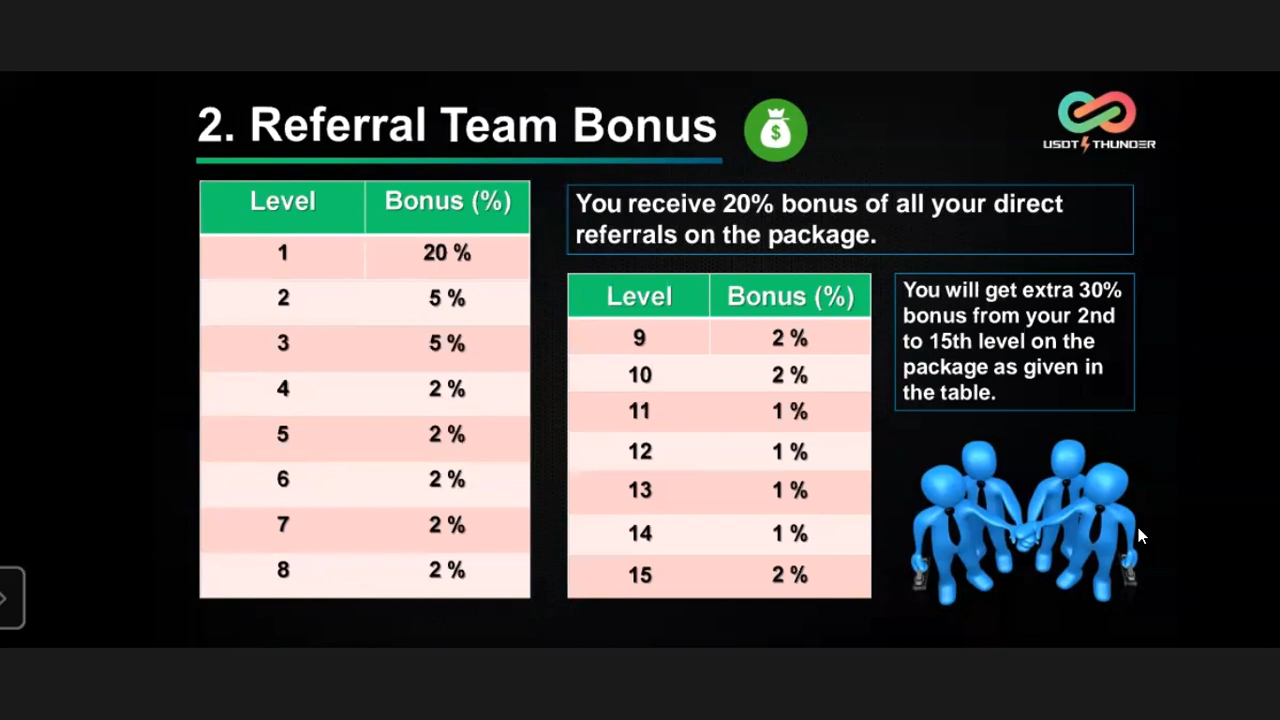 2. Referral Team Bonus
$
USDT THUNDER
Level Bonus (%)
1 20 %
2 5 %
3 5 %
4 2 %
5 2 %
6 2 %
7 2 %
8 2 %
You receive 20% bonus of all your direct
referrals on the package.
Level Bonus (%)
9 2 %
10 2 %
11 1 %
12 1 %
13 1 %
14 1 %
15 2 %
You will get extra 30%
bonus from your 2nd
to 15th level on the
package as given in
the table.